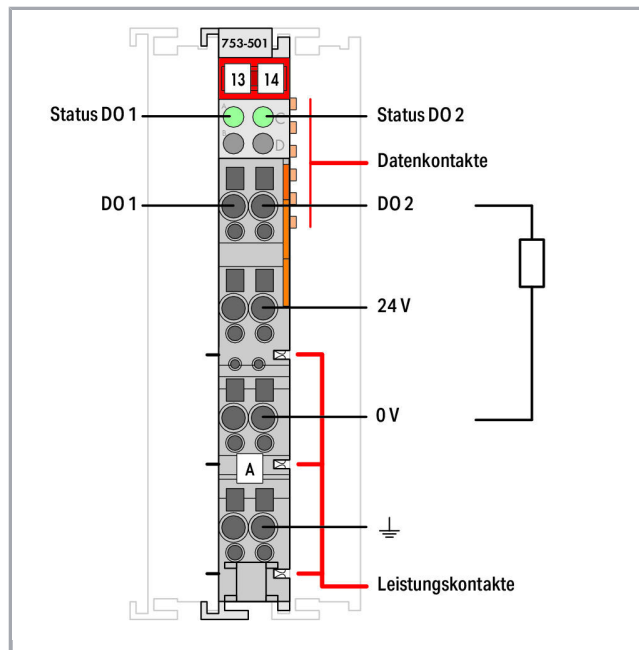 753-501
13 14
Status DO 1
A
C
Status DO 2
D
Datenkontakte
DO 1
DO 2
24 V
0 V
A
Leistungskontakte